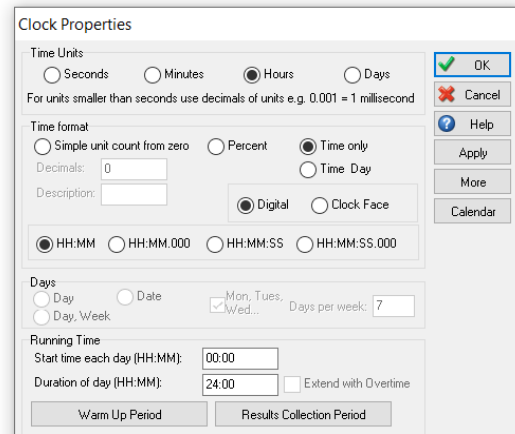 Clock Properties
Time Units
Seconds Minutes Hours Days
For units smaller than seconds use decimals of units e.g. 0.001 = 1 millisecond
Time format
Simple unit count from zero Percent Time only
Decimals: 0 Time Day
Description:
Digital Clock Face
HH:MM HH:MM.000 HH:MM:SS HH:MM:SS.000
Days
Day Date Mon, Tues, Wed... Days per week: 7
Day, Week
Running Time
Start time each day (HH:MM): 00:00
Duration of day (HH:MM): 24:00 Extend with Overtime
Warm Up Period Results Collection Period
OK
Cancel
Help
Apply
More
Calendar